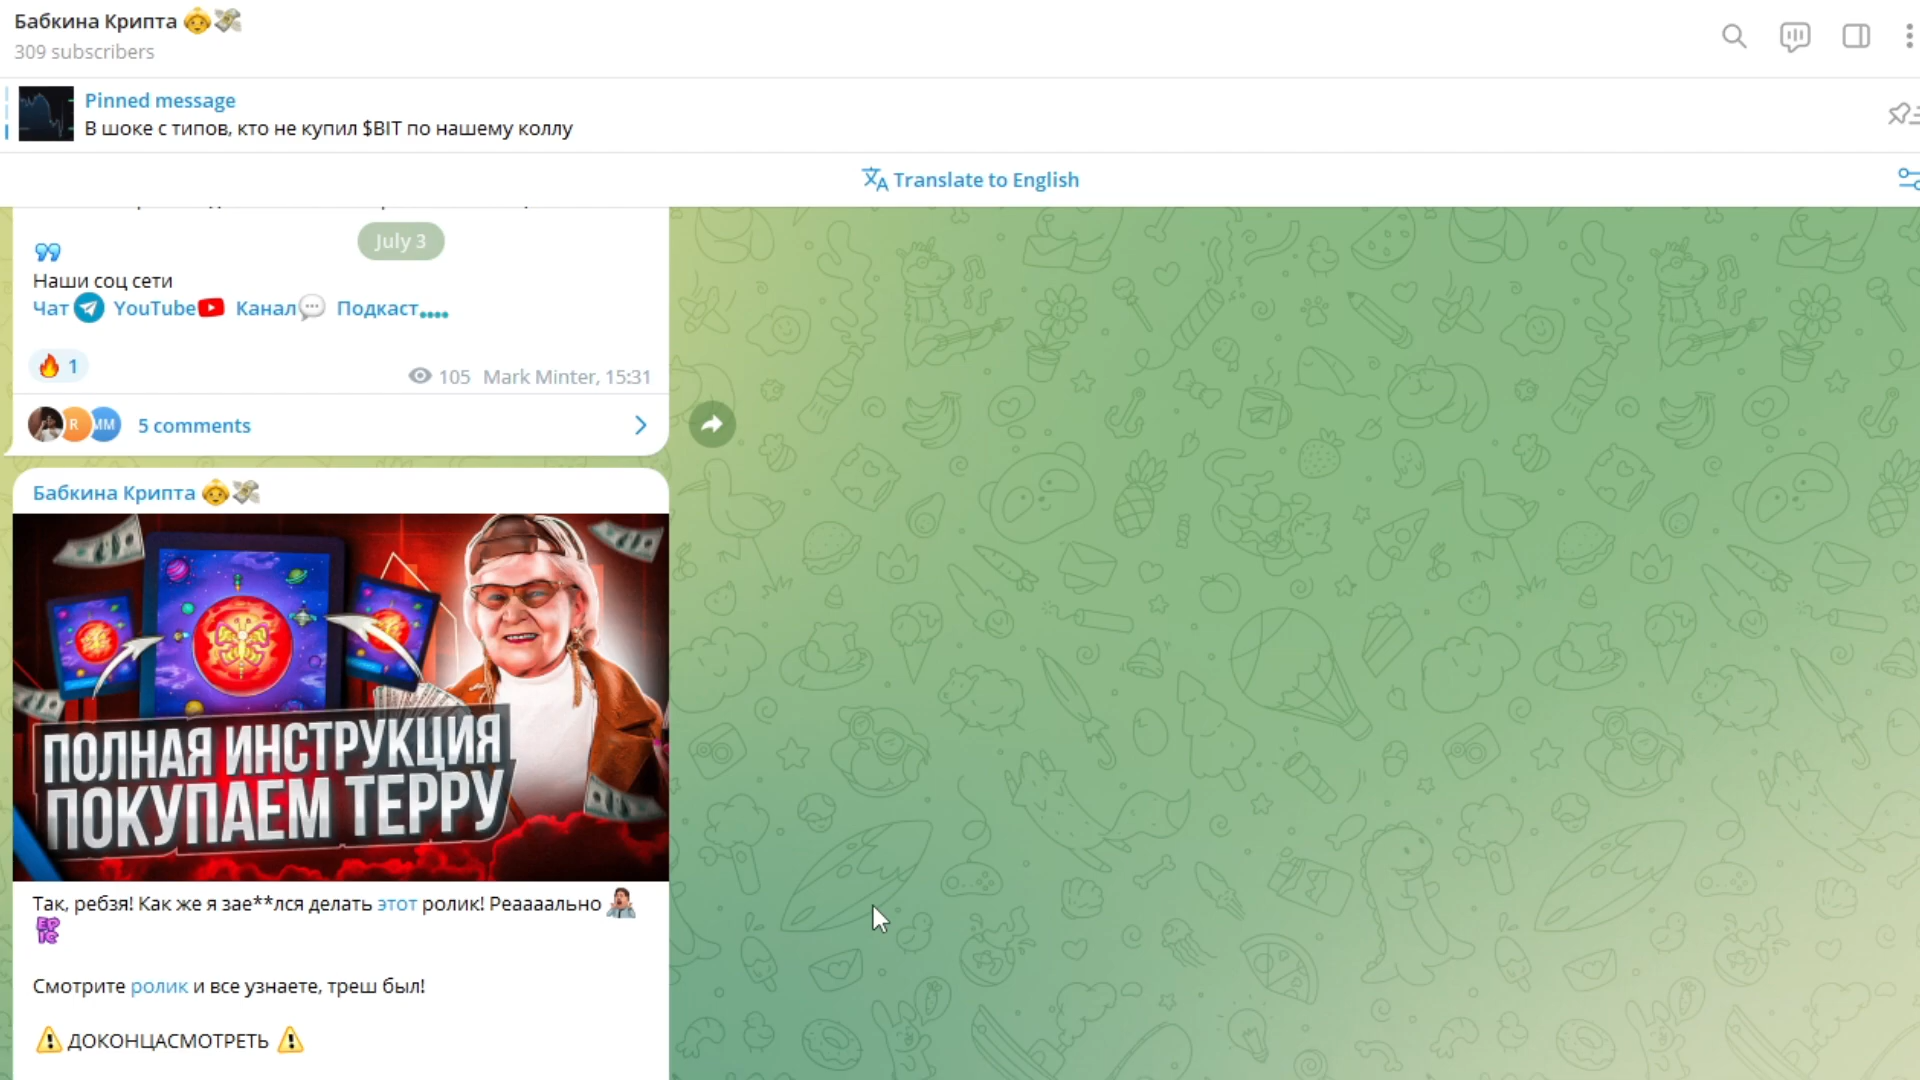 Бабкина Крипта 👵💸
309 subscribers
Pinned message
В шоке с типов, кто не купил $BIT по нашему коллу
Translate to English
July 3
Наши соц сети
Чат YouTube Канал💬 Подкаст
🔥 1
105 Mark Minter, 15:31
R
MM
5 comments
Бабкина Крипта 👵💸
ПОЛНАЯ ИНСТРУКЦИЯ
ПОКУПАЕМ ТЕРРУ
Так, ребзя! Как же я зае**лся делать этот ролик! Реаааально
EPIC
Смотрите ролик и все узнаете, треш был!
⚠️ ДОКОНЦАСМОТРЕТЬ ⚠️